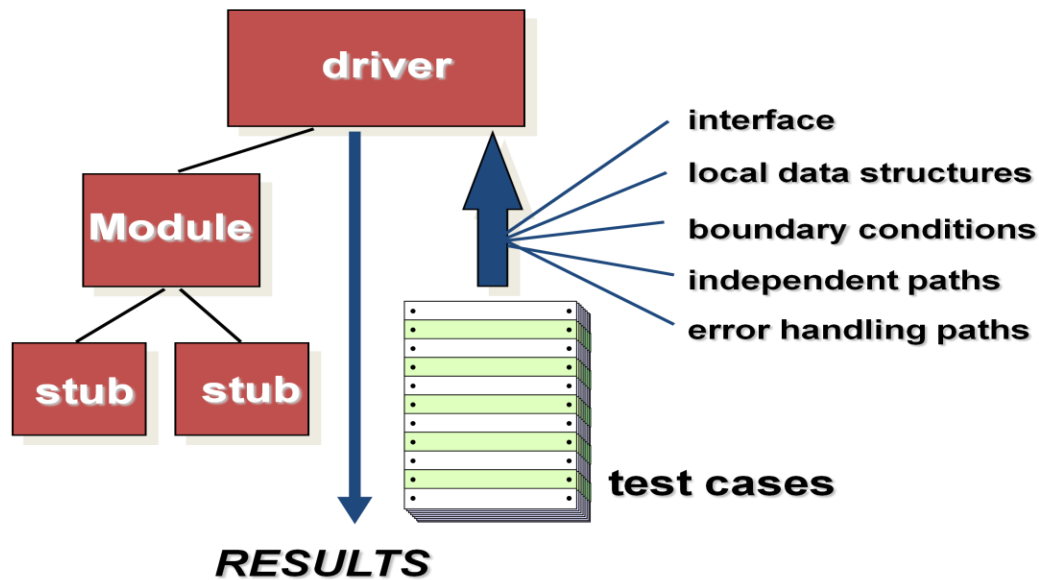 driver
interface
local data structures
boundary conditions
independent paths
error handling paths
Module
stub
stub
test cases
RESULTS